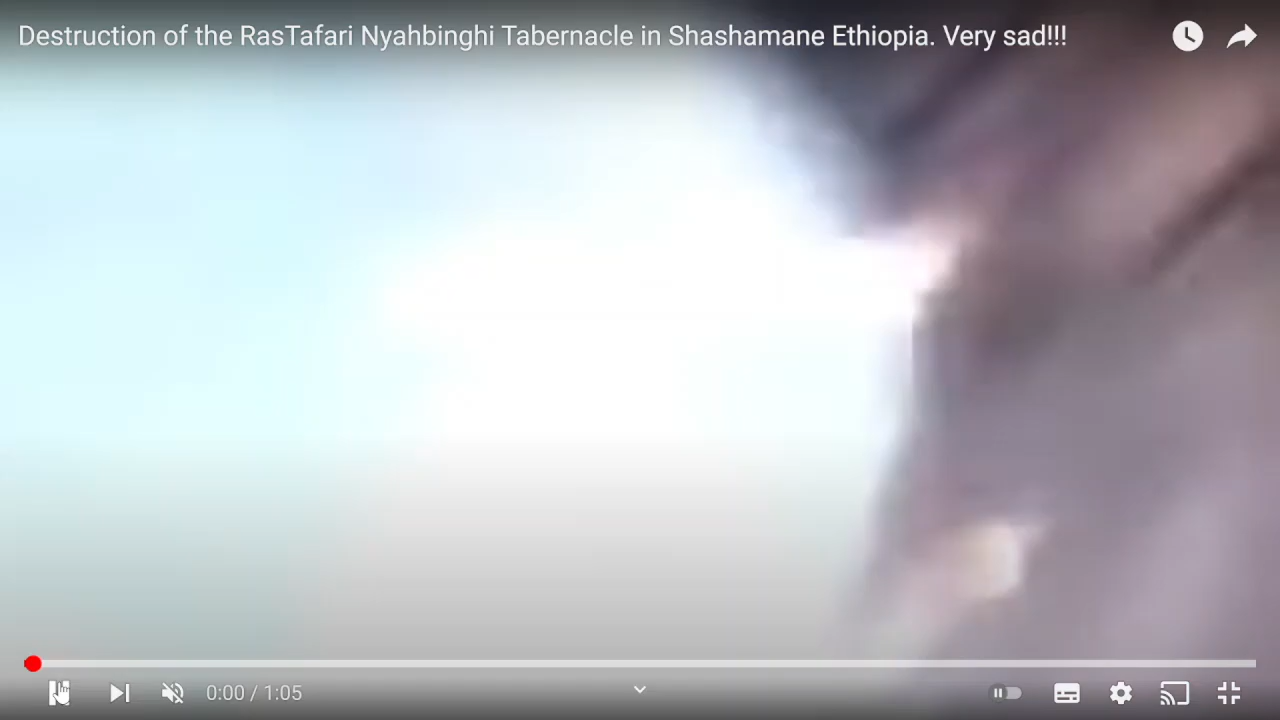 Destruction of the RasTafari Nyahbinghi Tabernacle in Shashamane Ethiopia. Very sad!!!
0:00 / 1:05